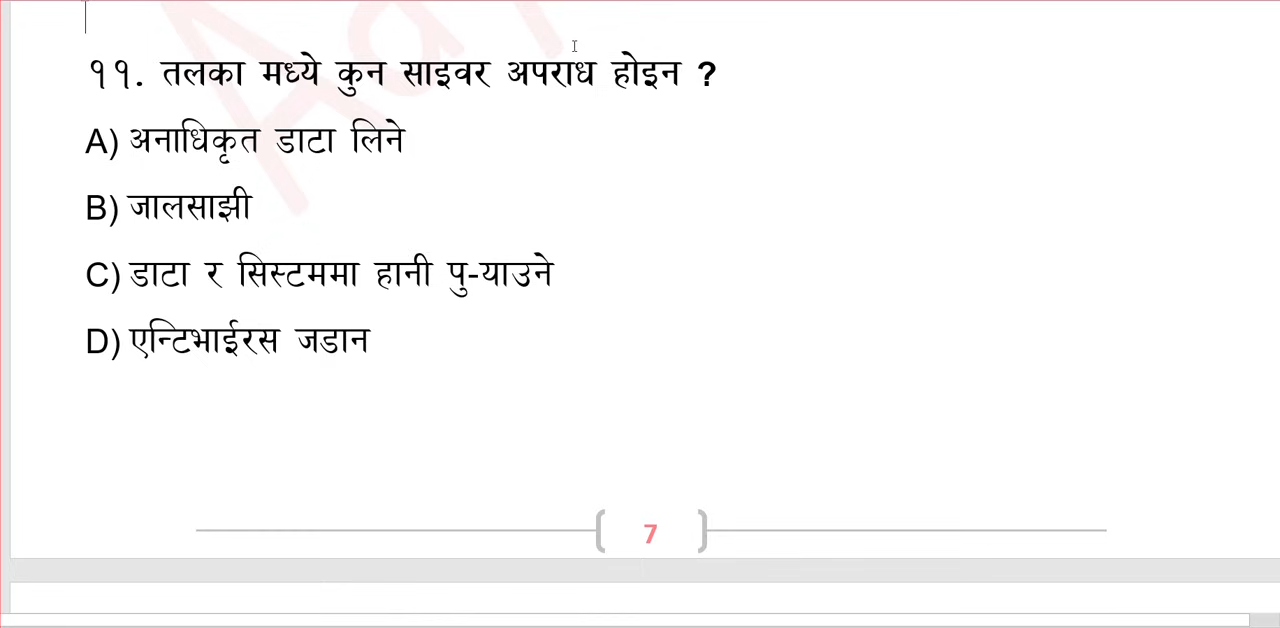 ११. तलका मध्ये कुन साइवर अपराध होइन ?
A) अनाधिकृत डाटा लिने
B) जालसाझी
C) डाटा र सिस्टममा हानी पु-याउने
D) एन्टिभाईरस जडान
7